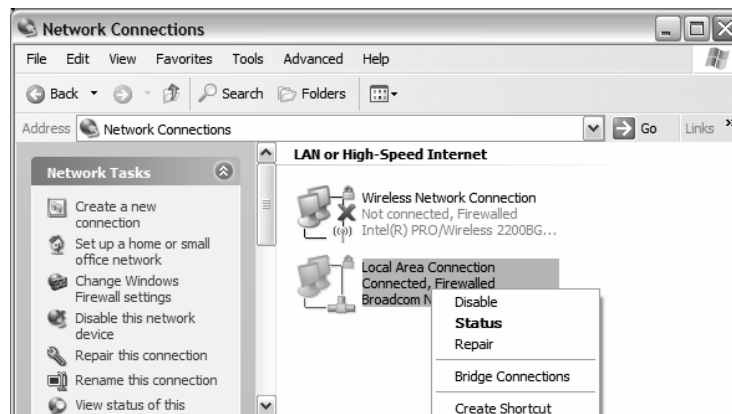 Network Connections
File Edit View Favorites Tools Advanced Help
Back Search Folders
Address Network Connections Go Links »
Network Tasks
Create a new
connection
Set up a home or small
office network
Change Windows
Firewall settings
Disable this network
device
Repair this connection
Rename this connection
View status of this
LAN or High-Speed Internet
Wireless Network Connection
Not connected, Firewalled
Intel(R) PRO/Wireless 2200BG...
Local Area Connection
Connected, Firewalled
Broadcom N
Disable
Status
Repair
Bridge Connections
Create Shortcut